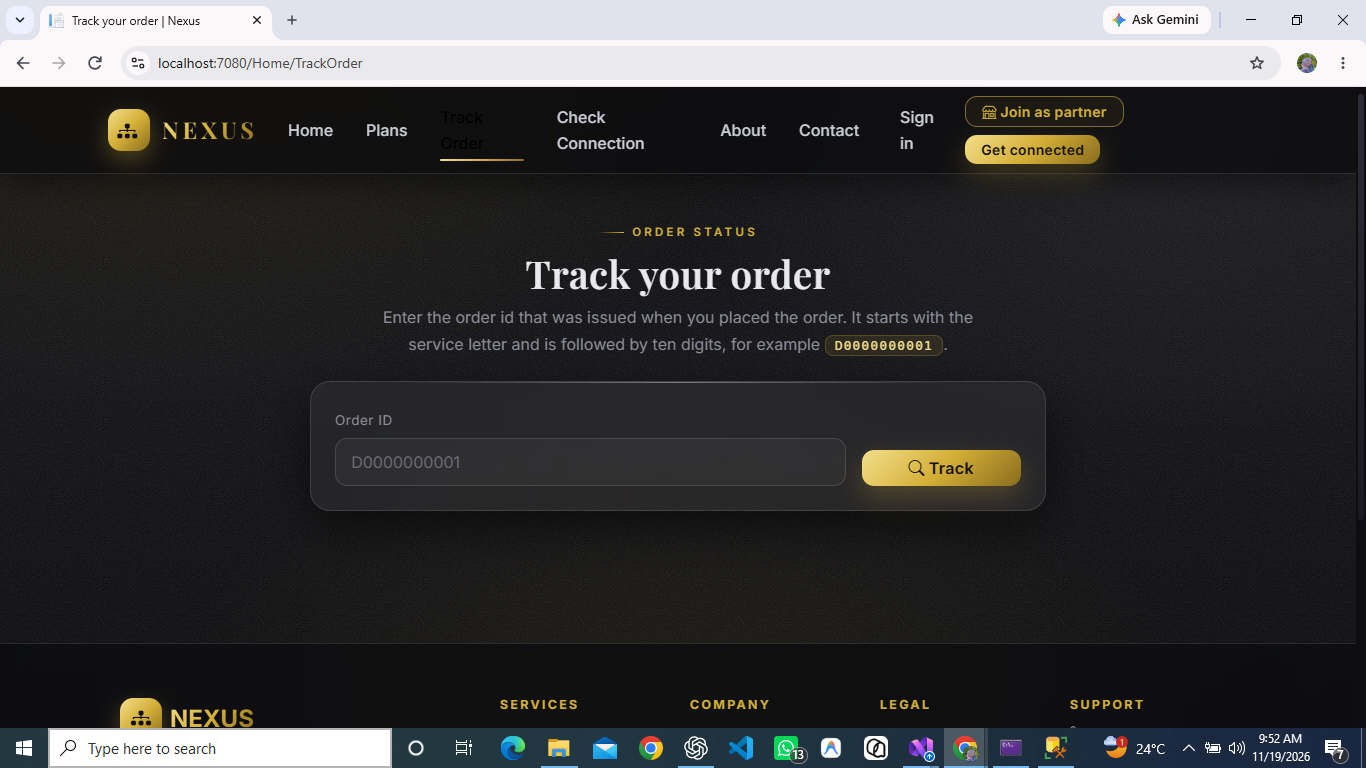 Track your order | Nexus
Ask Gemini
localhost:7080/Home/TrackOrder
NEXUS
Home
Plans
Track
Order
Check
Connection
About
Contact
Sign
in
Join as partner
Get connected
ORDER STATUS
Track your order
Enter the order id that was issued when you placed the order. It starts with the
service letter and is followed by ten digits, for example D0000000001.
Order ID
D0000000001
Track
NEXUS
SERVICES
COMPANY
LEGAL
SUPPORT
Type here to search
13
1
24°C
9:52 AM
11/19/2026
7